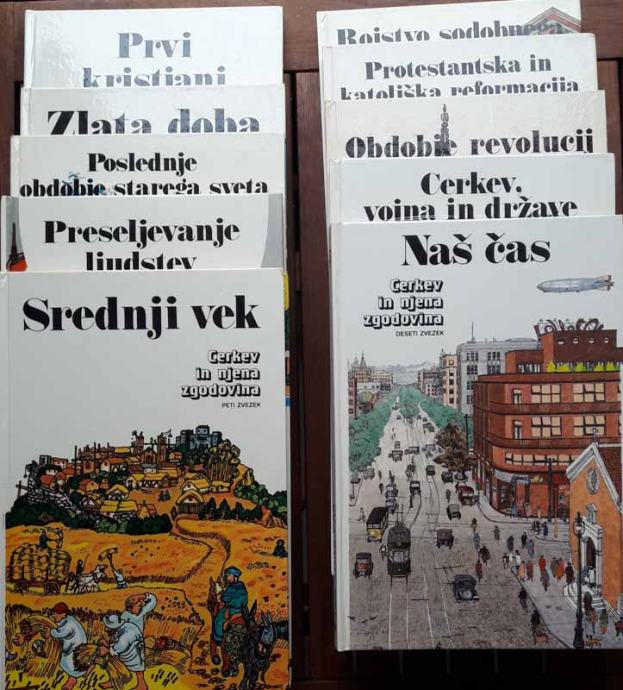 Prvi
kristjani
Zlata doba
Poslednje
obdobje starega sveta
Preseljevanje
ljudstev
Srednji vek
Cerkev
in njena
zgodovina
PETI ZVEZEK
Rojstvo sodobnega
Protestantska in
katoliška reformacija
Obdobje revolucij
Cerkev,
vojna in države
Naš čas
Cerkev
in njena
zgodovina
DESETI ZVEZEK